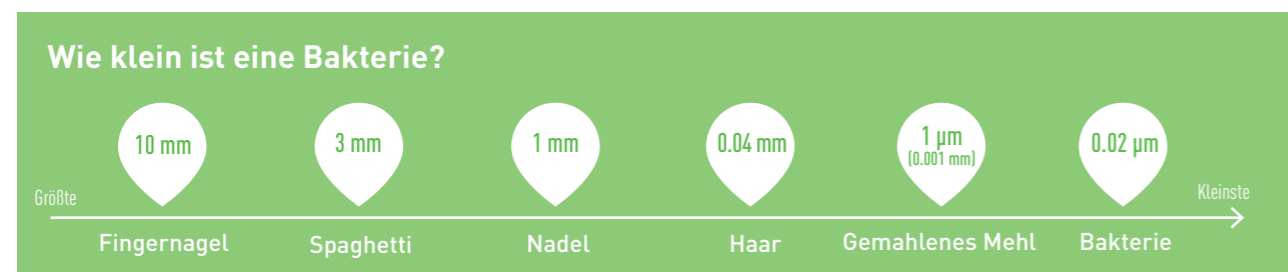 Wie klein ist eine Bakterie?
10 mm
3 mm
1 mm
0.04 mm
1 µm
(0.001 mm)
0.02 µm
Größte
Kleinste
Fingernagel
Spaghetti
Nadel
Haar
Gemahlenes Mehl
Bakterie